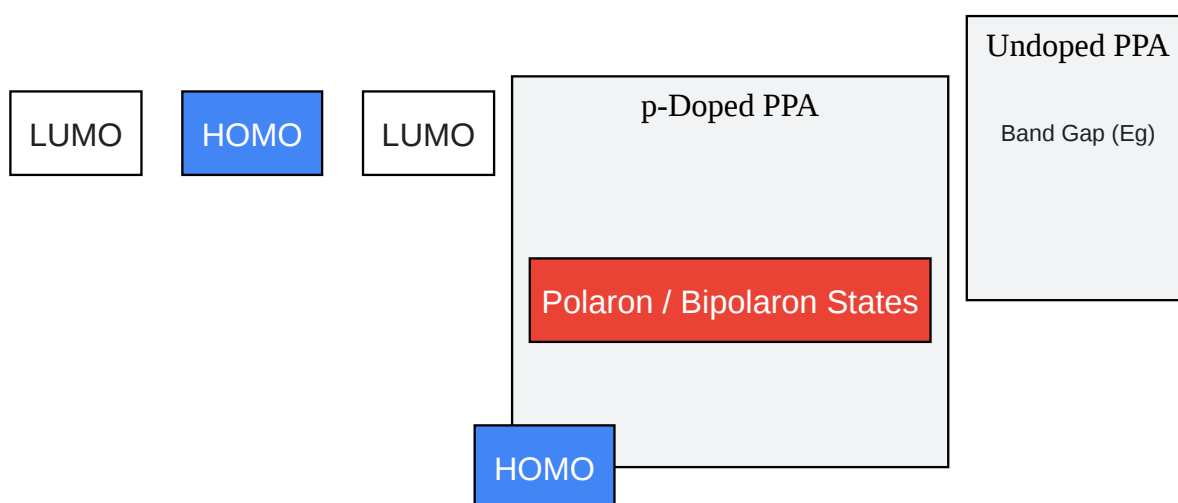 LUMO
HOMO
LUMO
p-Doped PPA
Polaron / Bipolaron States
HOMO
Undoped PPA
Band Gap (Eg)